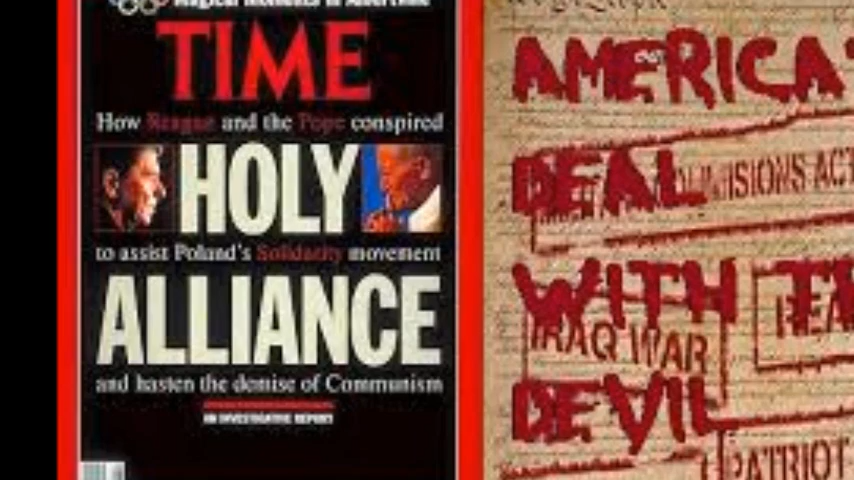 TIME
How Reagan and the Pope conspired
HOLY
to assist Poland's Solidarity movement
ALLIANCE
and hasten the demise of Communism
AN INVESTIGATIVE REPORT
AMERICA'
DEAL
MISSIONS ACT
WITH T
IRAQ WAR
DEVIL
PATRIOT